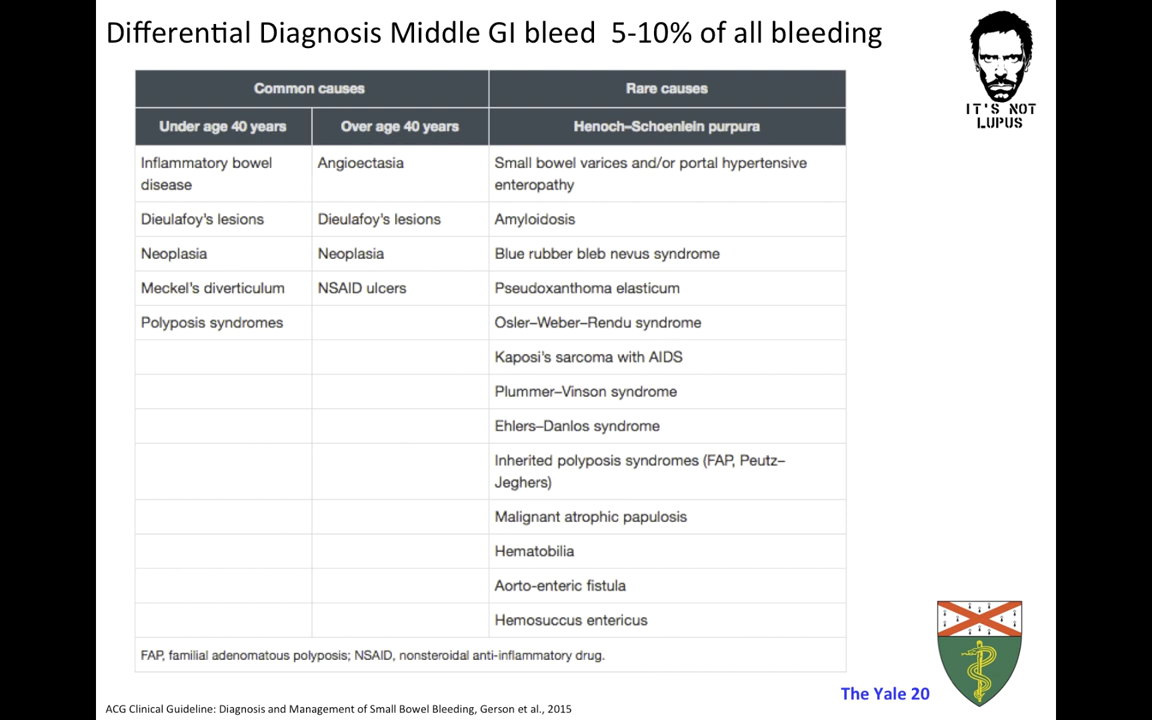 Differential Diagnosis Middle GI bleed 5-10% of all bleeding
IT'S NOT
LUPUS
Common causes Rare causes
Under age 40 years Over age 40 years Henoch–Schoenlein purpura
Inflammatory bowel
disease
Angioectasia
Small bowel varices and/or portal hypertensive
enteropathy
Dieulafoy's lesions Dieulafoy's lesions Amyloidosis
Neoplasia Neoplasia Blue rubber bleb nevus syndrome
Meckel's diverticulum NSAID ulcers Pseudoxanthoma elasticum
Polyposis syndromes Osler–Weber–Rendu syndrome
Kaposi's sarcoma with AIDS
Plummer–Vinson syndrome
Ehlers–Danlos syndrome
Inherited polyposis syndromes (FAP, Peutz–
Jeghers)
Malignant atrophic papulosis
Hematobilia
Aorto-enteric fistula
Hemosuccus entericus
FAP, familial adenomatous polyposis; NSAID, nonsteroidal anti-inflammatory drug.
The Yale 20
ACG Clinical Guideline: Diagnosis and Management of Small Bowel Bleeding, Gerson et al., 2015